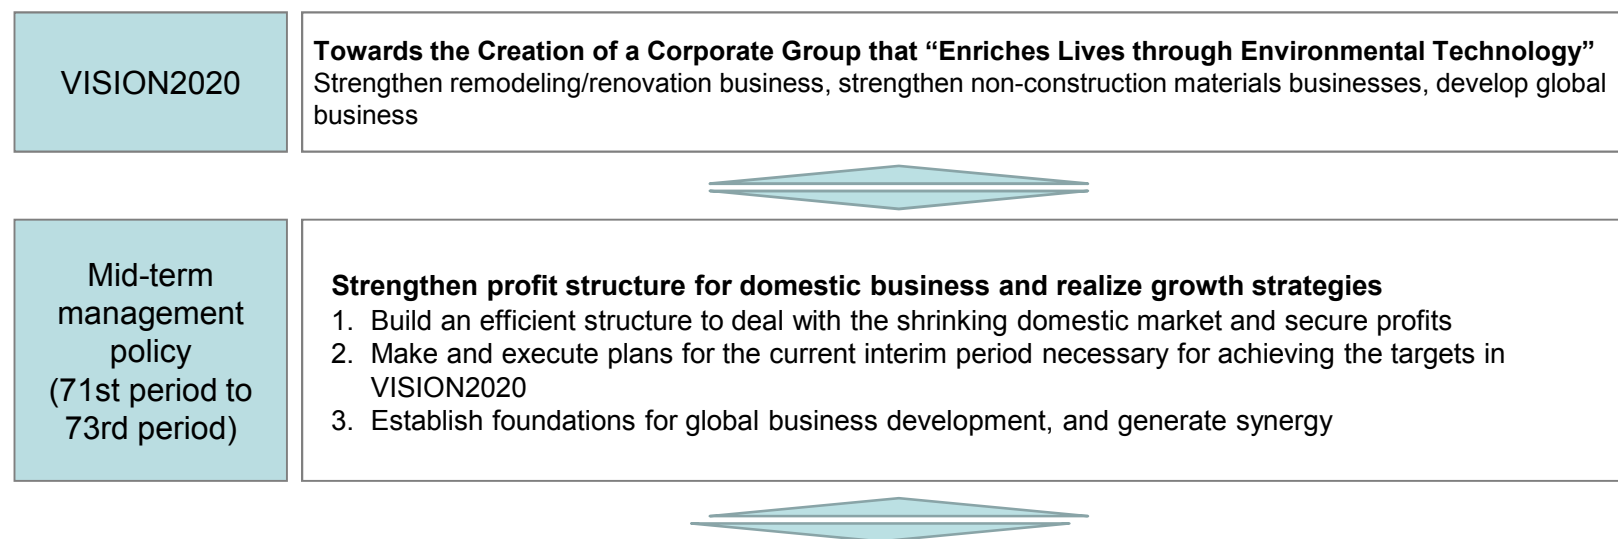 VISION2020
Towards the Creation of a Corporate Group that “Enriches Lives through Environmental Technology”
Strengthen remodeling/renovation business, strengthen non-construction materials businesses, develop global
business
Mid-term
management
policy
(71st period to
73rd period)
Strengthen profit structure for domestic business and realize growth strategies
1. Build an efficient structure to deal with the shrinking domestic market and secure profits
2. Make and execute plans for the current interim period necessary for achieving the targets in
VISION2020
3. Establish foundations for global business development, and generate synergy